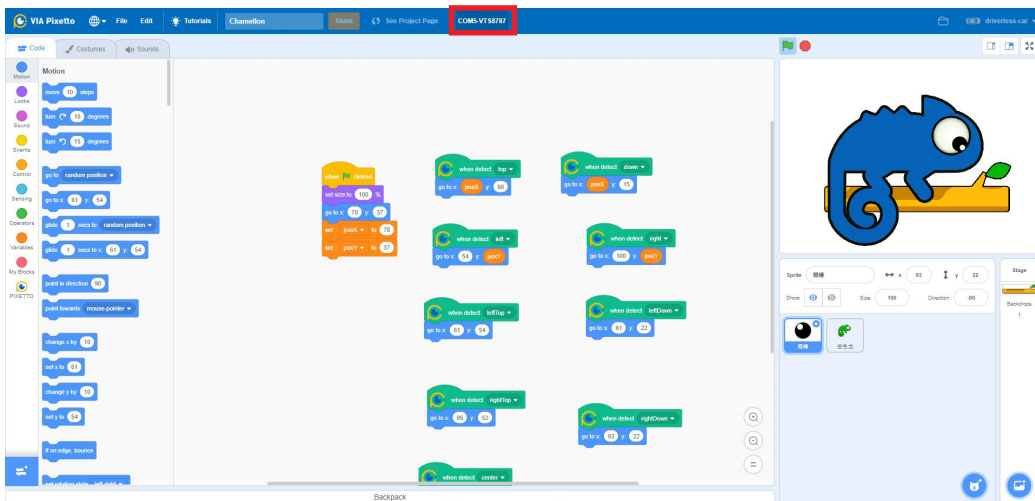 VIA Pixetto File Edit Tutorials Chamellon Share See Project Page COM5-VTS8787 driverless-car
Code Costumes Sounds
Motion
Looks
Sound
Events
Control
Sensing
Operators
Variables
My Blocks
PIXETTO
Motion
move 10 steps
turn 15 degrees
turn 15 degrees
go to random position
go to x: 61 y: 54
glide 1 secs to random position
glide 1 secs to x: 61 y: 54
point in direction 90
point towards mouse-pointer
change x by 10
set x to 61
change y by 10
set y to 54
if on edge, bounce
when clicked
set size to 100 %
go to x: 78 y: 37
set posX to 78
set posY to 37
when detect top
go to x: posX y: 60
when detect down
go to x: posX y: 15
when detect left
go to x: 54 y: posY
when detect right
go to x: 100 y: posY
when detect leftTop
go to x: 61 y: 54
when detect leftDown
go to x: 61 y: 22
when detect rightTop
go to x: 95 y: 52
when detect rightDown
go to x: 93 y: 22
when detect center
Backpack
Sprite 眼睛 x 93 y 22
Show Size 100 Direction -90
眼睛
變色龍
Stage
Backdrops
1